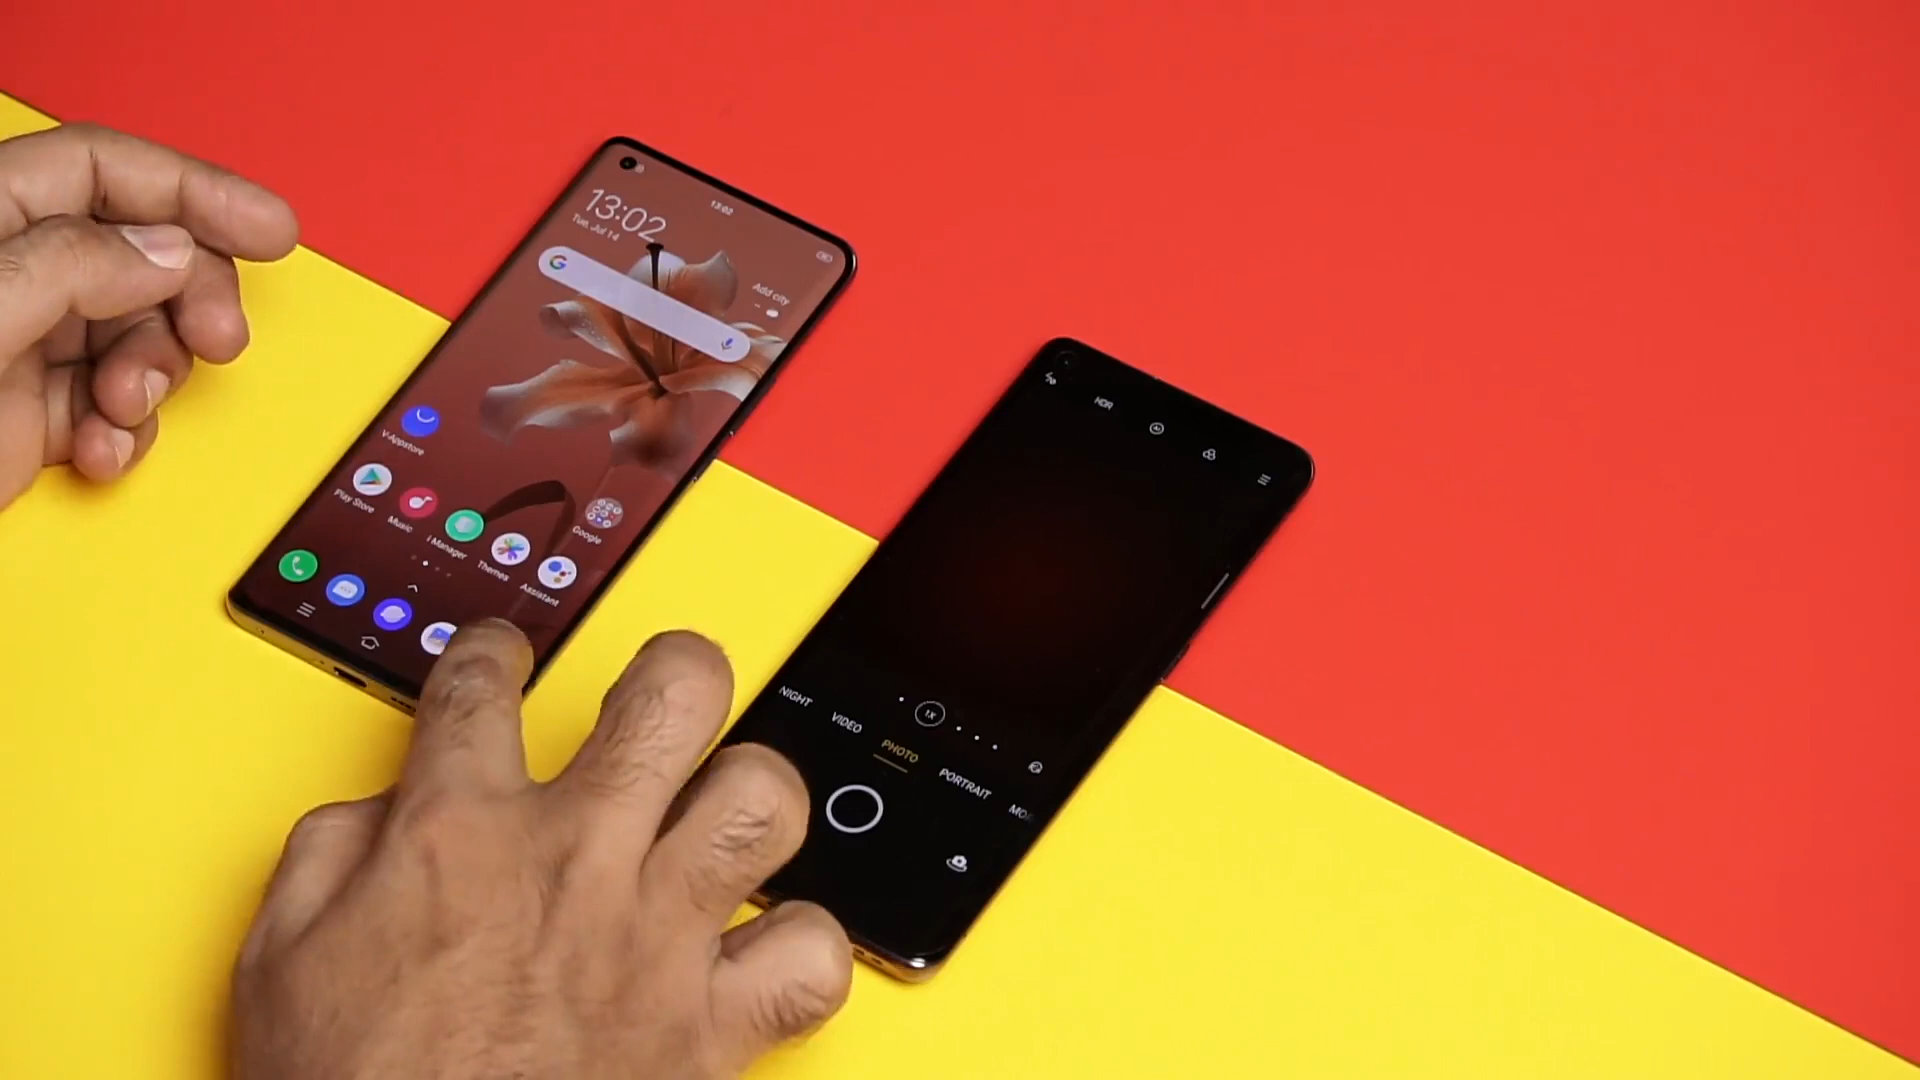 13:02
13:02
Tue, Jul 14
G
Add city
V-Appstore
Play Store
Music
i Manager
Themes
Assistant
Google
HDR
1X
NIGHT
VIDEO
PHOTO
PORTRAIT